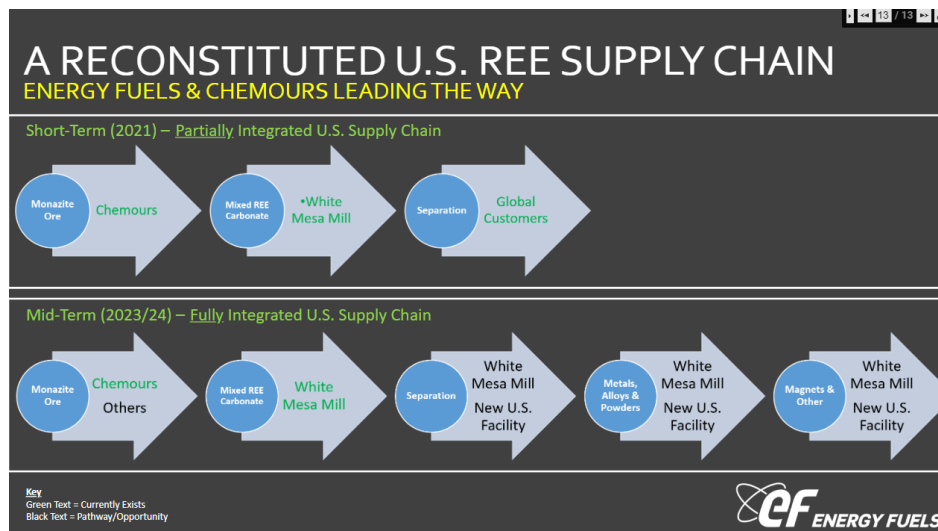 13 / 13
A RECONSTITUTED U.S. REE SUPPLY CHAIN
ENERGY FUELS & CHEMOURS LEADING THE WAY
Short-Term (2021) – Partially Integrated U.S. Supply Chain
Monazite
Ore
Chemours
Mixed REE
Carbonate
•White
Mesa Mill
Separation
Global
Customers
Mid-Term (2023/24) – Fully Integrated U.S. Supply Chain
Monazite
Ore
Chemours
Others
Mixed REE
Carbonate
White
Mesa Mill
Separation
White
Mesa Mill
New U.S.
Facility
Metals,
Alloys &
Powders
White
Mesa Mill
New U.S.
Facility
Magnets &
Other
White
Mesa Mill
New U.S.
Facility
Key
Green Text = Currently Exists
Black Text = Pathway/Opportunity
ef ENERGY FUELS